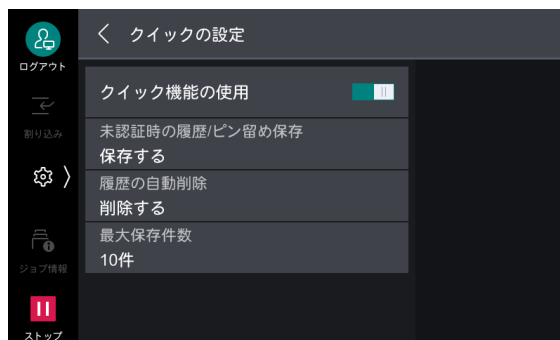 クイックの設定
ログアウト
クイック機能の使用
割り込み
未認証時の履歴/ピン留め保存
保存する
履歴の自動削除
削除する
最大保存件数
10件
ジョブ情報
ストップ